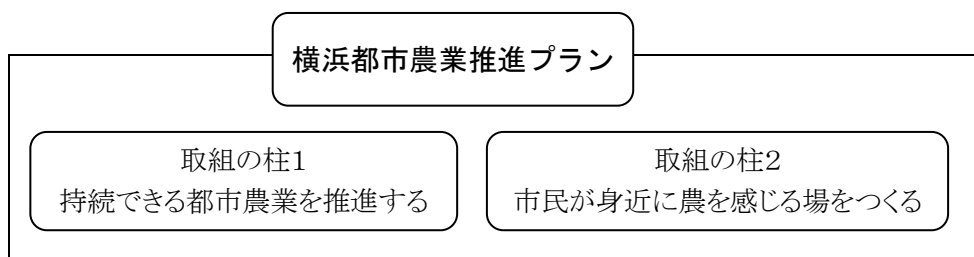 横浜都市農業推進プラン
取組の柱1
持続できる都市農業を推進する
取組の柱2
市民が身近に農を感じる場をつくる